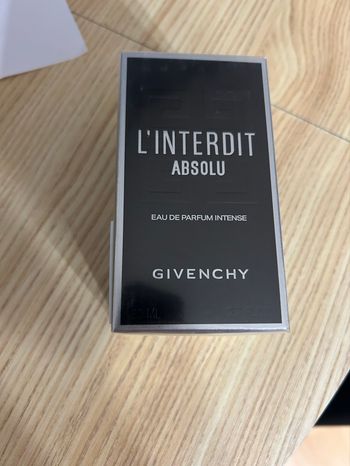 L'INTERDIT
ABSOLU
EAU DE PARFUM INTENSE
GIVENCHY